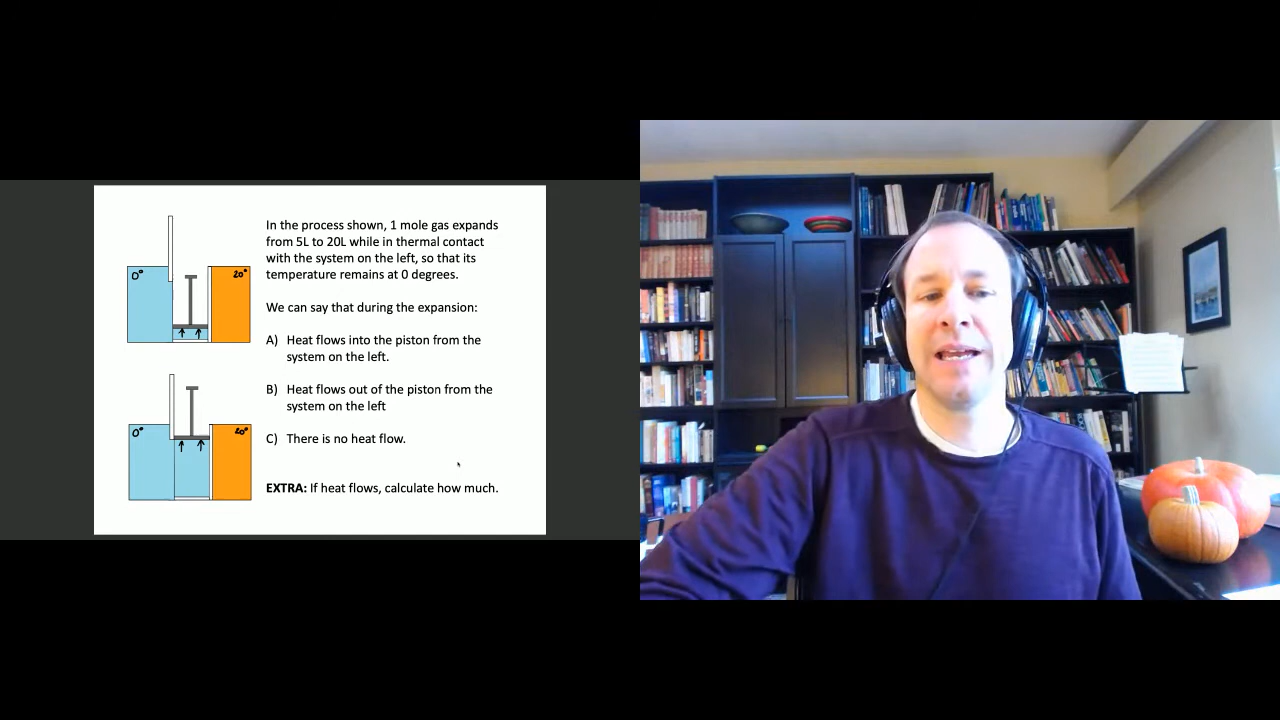 In the process shown, 1 mole gas expands
from 5L to 20L while in thermal contact
with the system on the left, so that its
temperature remains at 0 degrees.
We can say that during the expansion:
A) Heat flows into the piston from the
system on the left.
B) Heat flows out of the piston from the
system on the left
C) There is no heat flow.
EXTRA: If heat flows, calculate how much.
0°
20°
0°
20°